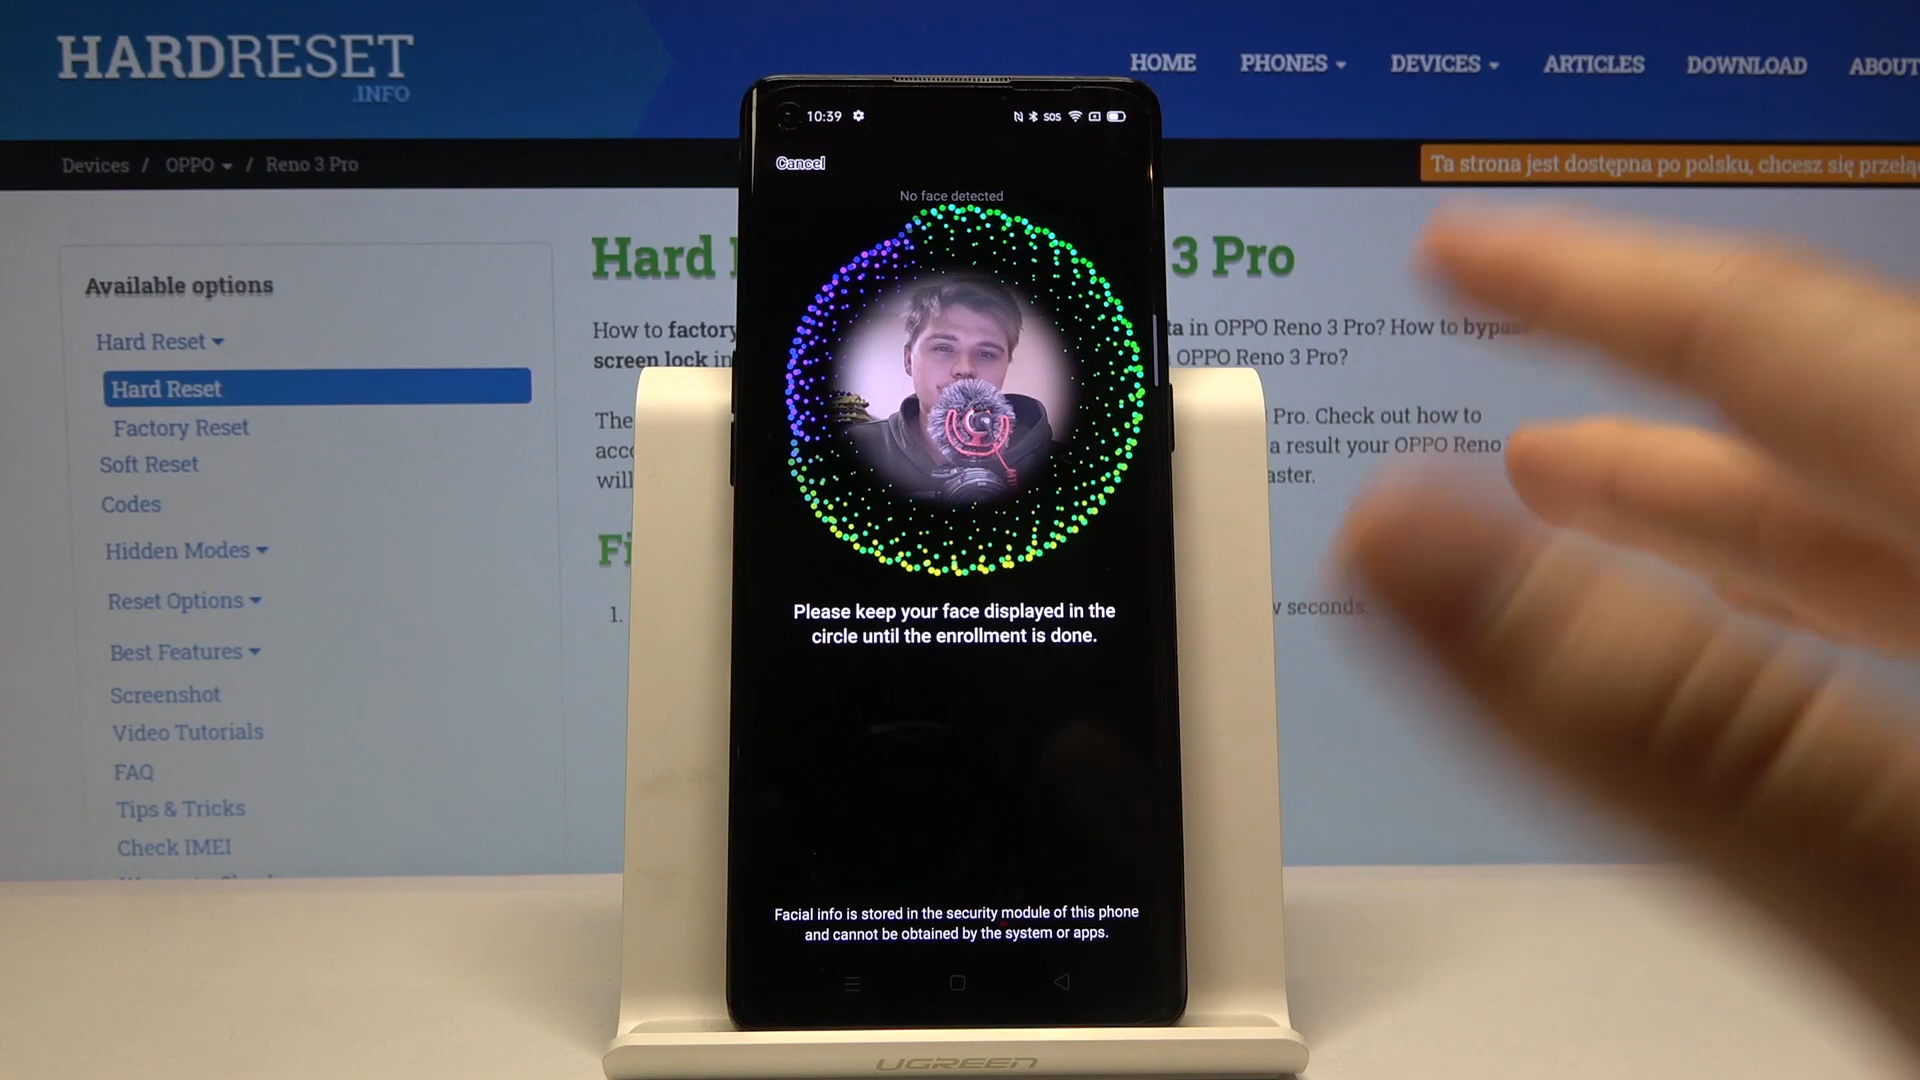 HARDRESET
.INFO
HOME PHONES DEVICES ARTICLES DOWNLOAD ABOUT
Devices / OPPO / Reno 3 Pro
Ta strona jest dostępna po polsku, chcesz się
Available options
Hard Reset
Hard Reset
Factory Reset
Soft Reset
Codes
Hidden Modes
Reset Options
Best Features
Screenshot
Video Tutorials
FAQ
Tips & Tricks
Check IMEI
Hard 3 Pro
How to factory in OPPO Reno 3 Pro? How to bypass
screen lock in OPPO Reno 3 Pro?
The Pro. Check out how to
a result your OPPO Reno
will
1. seconds.
10:39 SOS
Cancel
No face detected
Please keep your face displayed in the
circle until the enrollment is done.
Facial info is stored in the security module of this phone
and cannot be obtained by the system or apps.
UGREEN